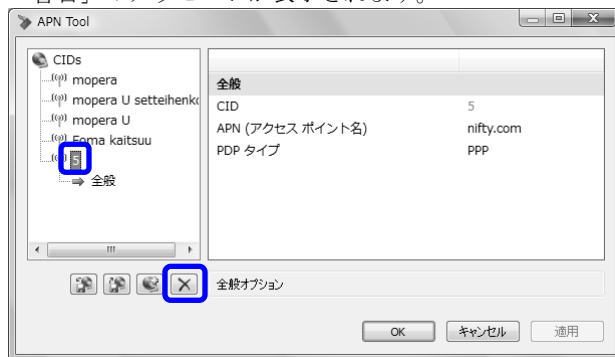 APN Tool
CIDs
mopera
mopera U setteihenko
mopera U
Foma kaitsuu
5
全般
全般
CID 5
APN (アクセス ポイント名) nifty.com
PDP タイプ PPP
全般オプション
OK キャンセル 適用